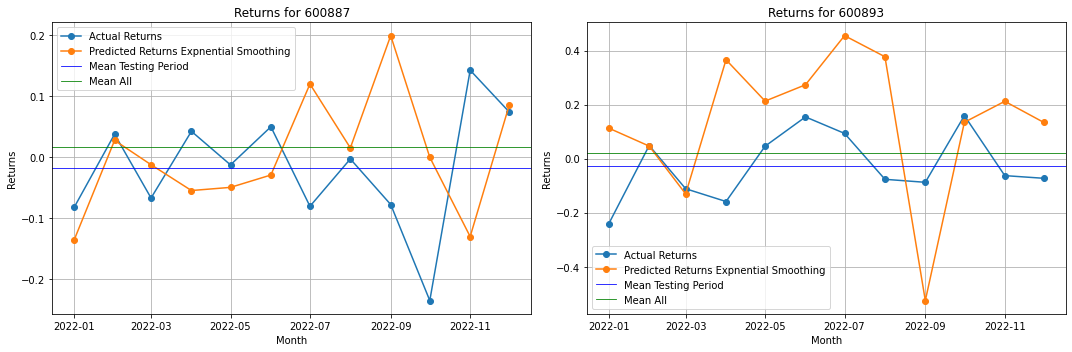 Returns for 600887
Actual Returns
Predicted Returns Expnential Smoothing
Mean Testing Period
Mean All
0.2
0.1
0.0
−0.1
−0.2
Returns
2022-01
2022-03
2022-05
2022-07
2022-09
2022-11
Month
Returns for 600893
0.4
0.2
0.0
−0.2
−0.4
Returns
Actual Returns
Predicted Returns Expnential Smoothing
Mean Testing Period
Mean All
2022-01
2022-03
2022-05
2022-07
2022-09
2022-11
Month